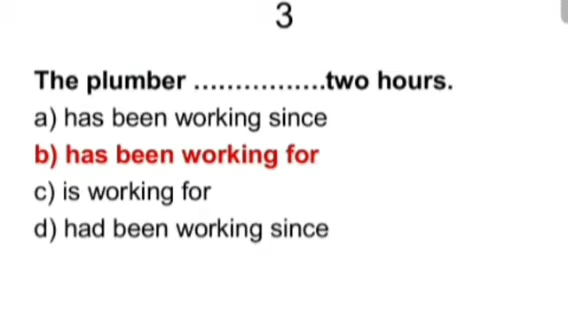 3
The plumber ................two hours.
a) has been working since
b) has been working for
c) is working for
d) had been working since